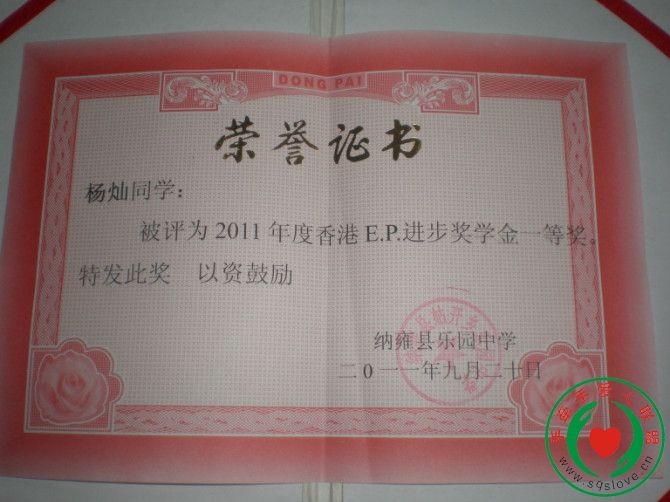 DONG PAI
荣誉证书
杨灿同学：
被评为2011年度香港E.P.进步奖学金一等奖。
特发此奖 以资鼓励
纳雍县乐园中学
二0一一年九月二十日
www.sqslove.cn